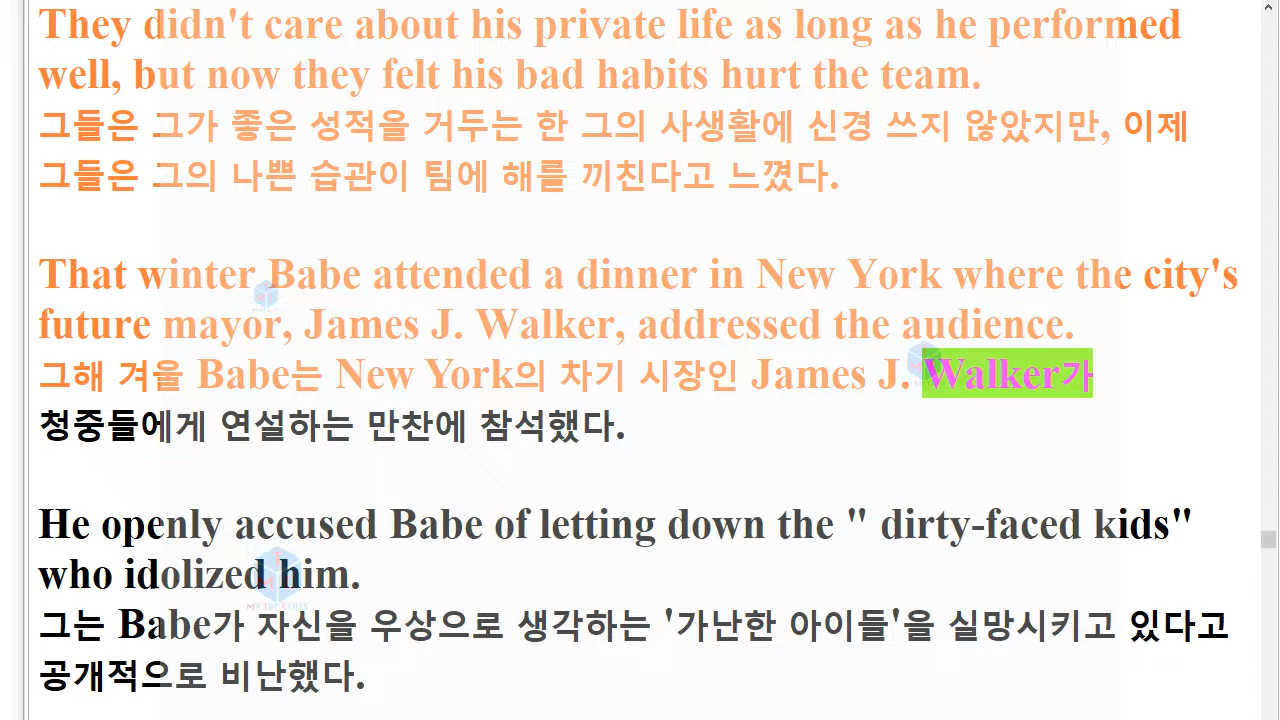 They didn't care about his private life as long as he performed
well, but now they felt his bad habits hurt the team.
그들은 그가 좋은 성적을 거두는 한 그의 사생활에 신경 쓰지 않았지만, 이제
그들은 그의 나쁜 습관이 팀에 해를 끼친다고 느꼈다.
That winter Babe attended a dinner in New York where the city's
future mayor, James J. Walker, addressed the audience.
그해 겨울 Babe는 New York의 차기 시장인 James J. Walker가
청중들에게 연설하는 만찬에 참석했다.
He openly accused Babe of letting down the " dirty-faced kids"
who idolized him.
MY TOP CLASS
그는 Babe가 자신을 우상으로 생각하는 '가난한 아이들'을 실망시키고 있다고
공개적으로 비난했다.